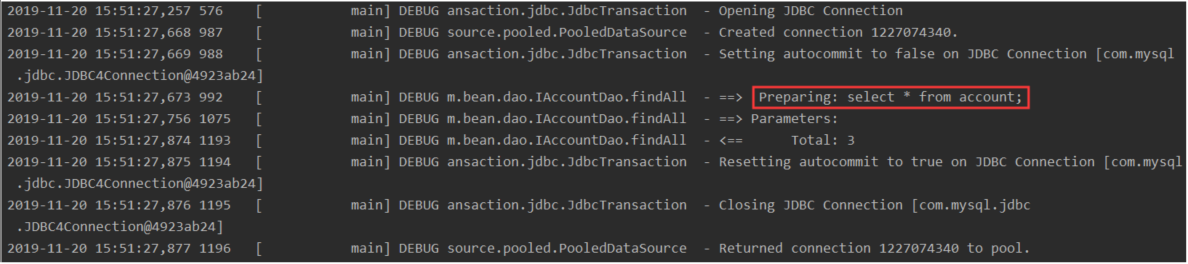 2019-11-20 15:51:27,257 576    [           main] DEBUG ansaction.jdbc.JdbcTransaction  - Opening JDBC Connection
2019-11-20 15:51:27,668 987    [           main] DEBUG source.pooled.PooledDataSource  - Created connection 1227074340.
2019-11-20 15:51:27,669 988    [           main] DEBUG ansaction.jdbc.JdbcTransaction  - Setting autocommit to false on JDBC Connection [com.mysql
.jdbc.JDBC4Connection@4923ab24]
2019-11-20 15:51:27,673 992    [           main] DEBUG m.bean.dao.IAccountDao.findAll  - ==>  Preparing: select * from account;
2019-11-20 15:51:27,756 1075   [           main] DEBUG m.bean.dao.IAccountDao.findAll  - ==> Parameters:
2019-11-20 15:51:27,874 1193   [           main] DEBUG m.bean.dao.IAccountDao.findAll  - <==      Total: 3
2019-11-20 15:51:27,875 1194   [           main] DEBUG ansaction.jdbc.JdbcTransaction  - Resetting autocommit to true on JDBC Connection [com.mysql
.jdbc.JDBC4Connection@4923ab24]
2019-11-20 15:51:27,876 1195   [           main] DEBUG ansaction.jdbc.JdbcTransaction  - Closing JDBC Connection [com.mysql.jdbc
.JDBC4Connection@4923ab24]
2019-11-20 15:51:27,877 1196   [           main] DEBUG source.pooled.PooledDataSource  - Returned connection 1227074340 to pool.